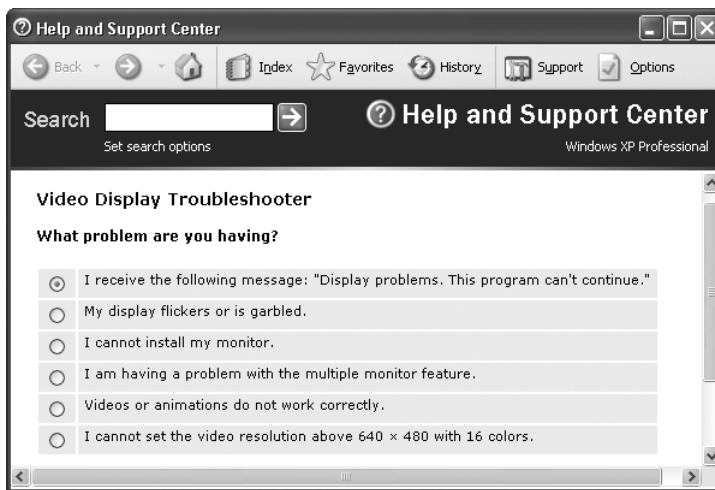 Help and Support Center
Back
Index Favorites History Support Options
Search
Set search options
Help and Support Center
Windows XP Professional
Video Display Troubleshooter
What problem are you having?
I receive the following message: "Display problems. This program can't continue."
My display flickers or is garbled.
I cannot install my monitor.
I am having a problem with the multiple monitor feature.
Videos or animations do not work correctly.
I cannot set the video resolution above 640 × 480 with 16 colors.